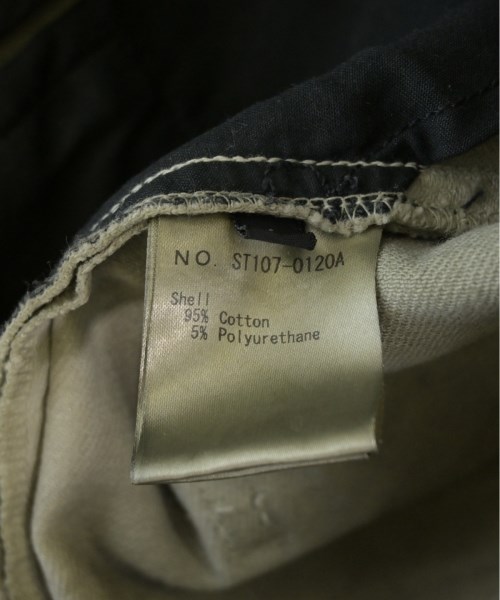 NO. ST107-0120A
Shell
95% Cotton
5% Polyurethane